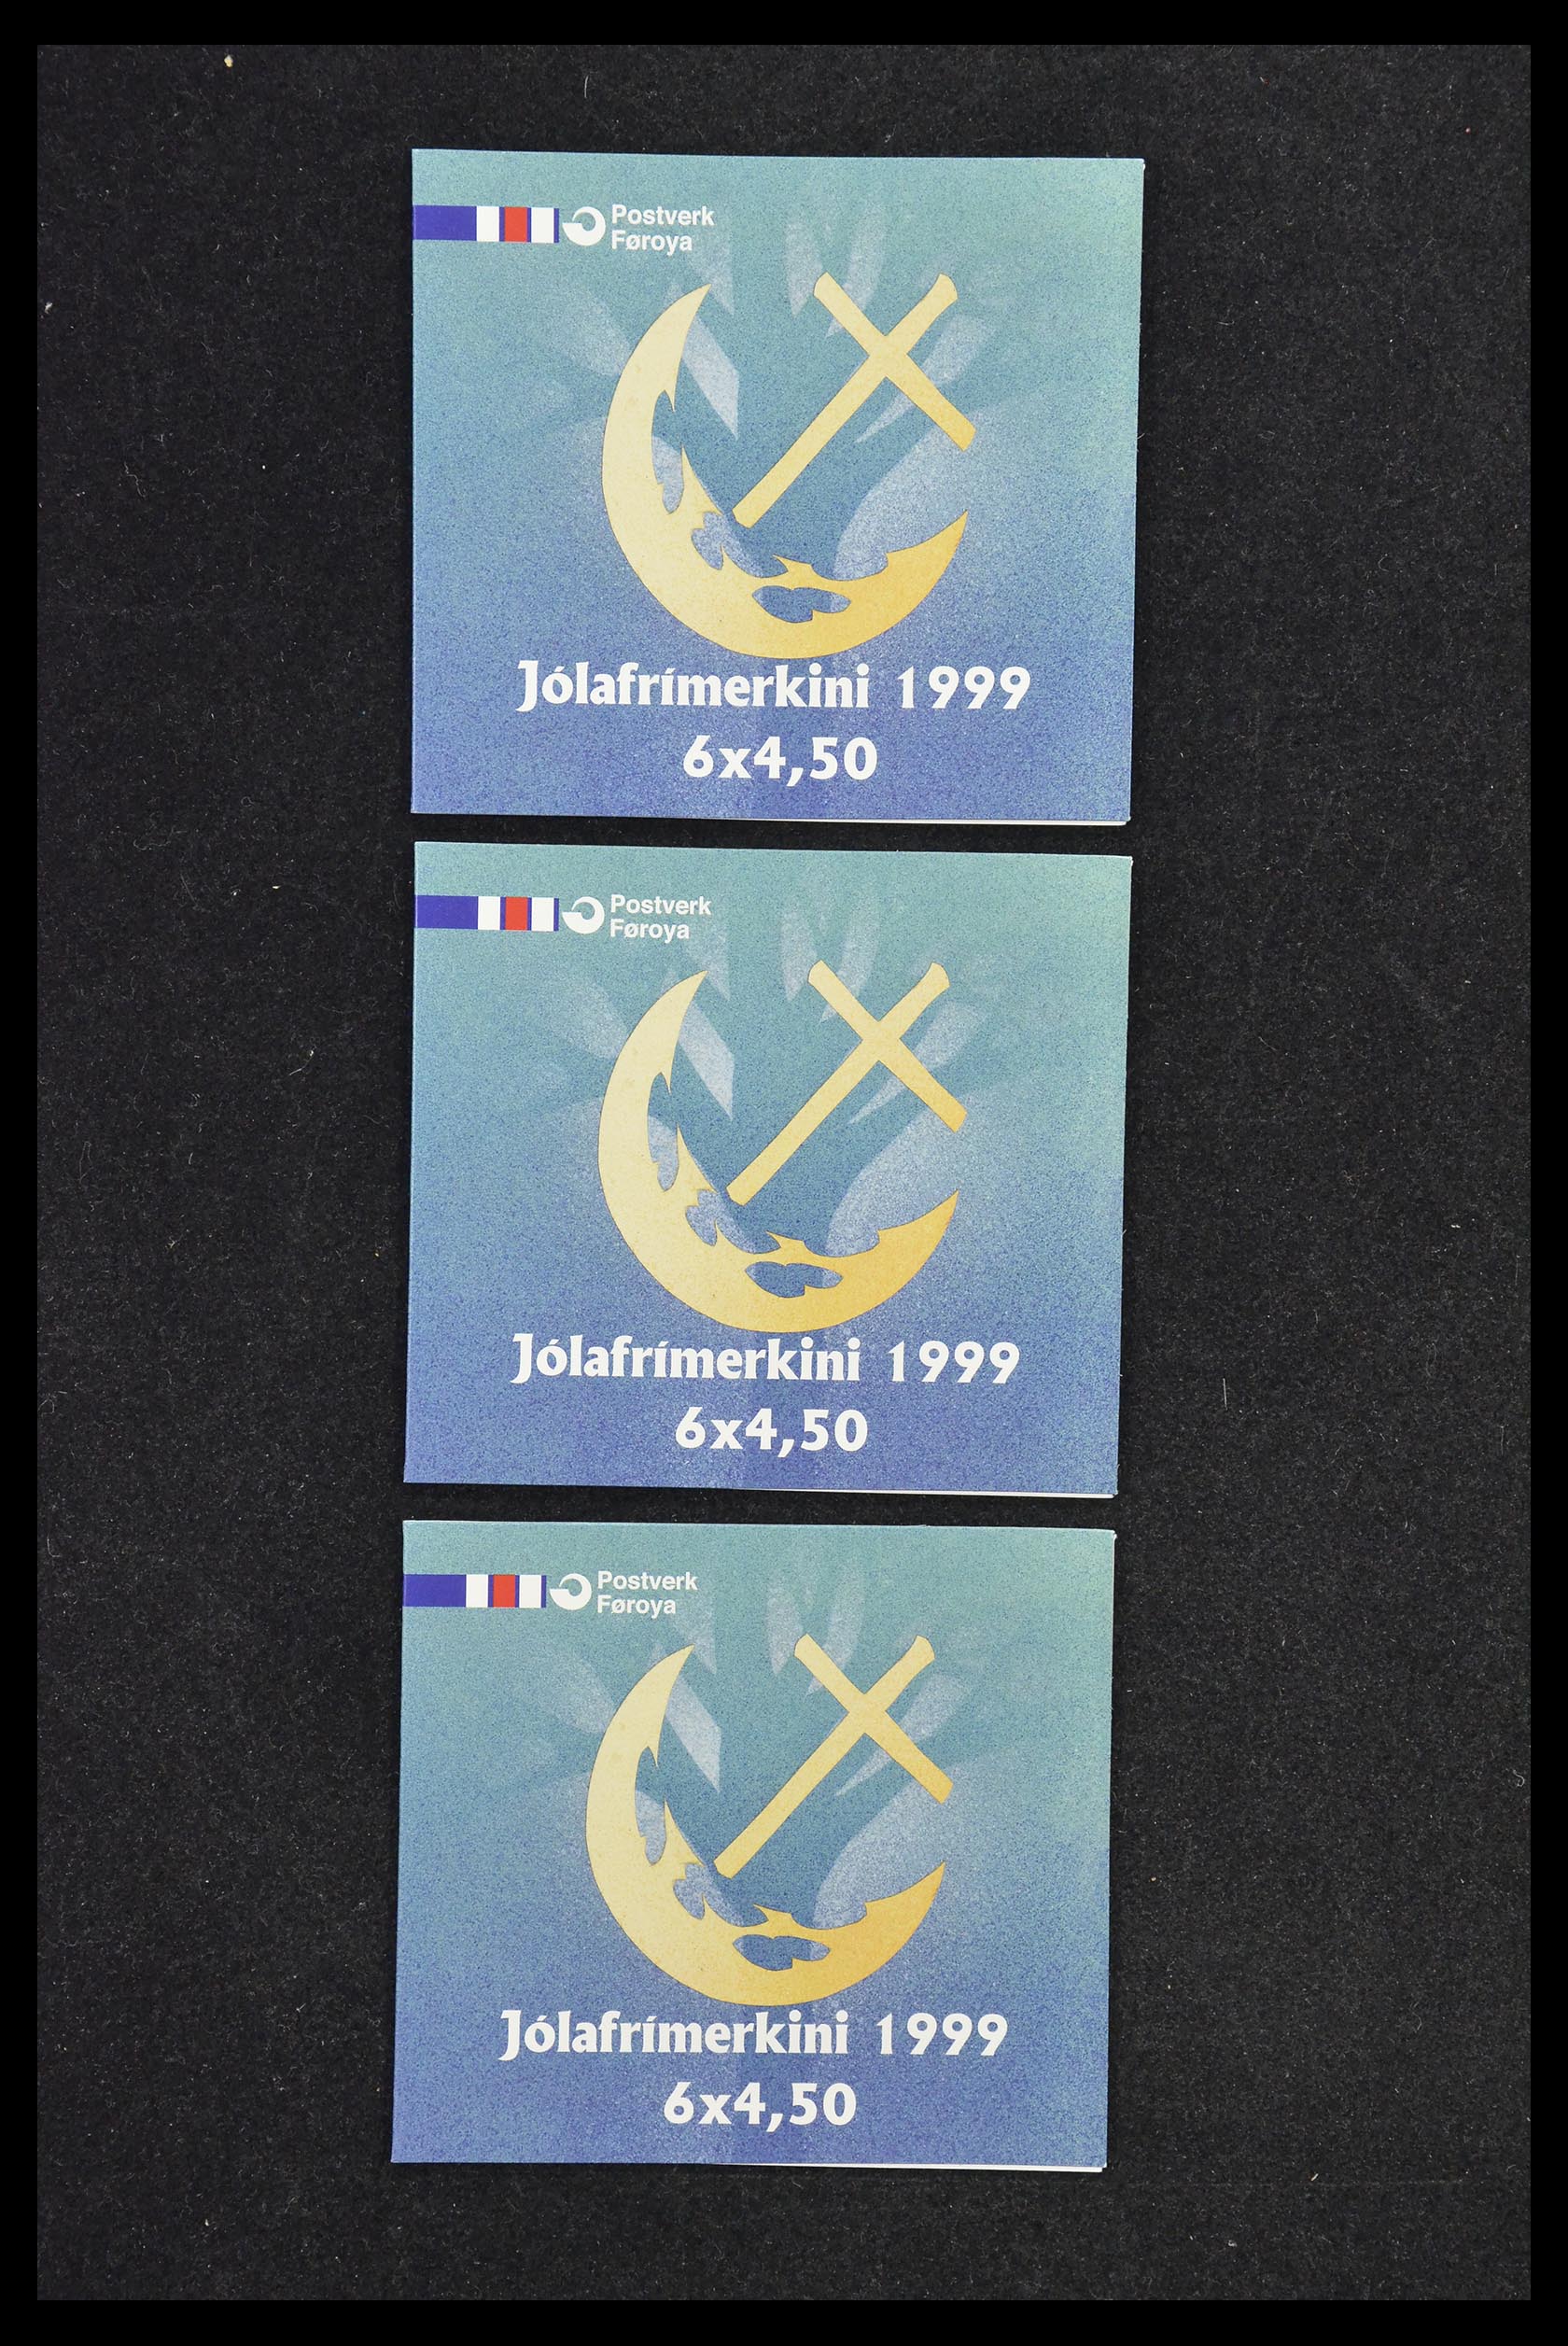 Postverk
Føroya
Jólafrímerkini 1999
6x4,50
Postverk
Føroya
Jólafrímerkini 1999
6x4,50
Postverk
Føroya
Jólafrímerkini 1999
6x4,50